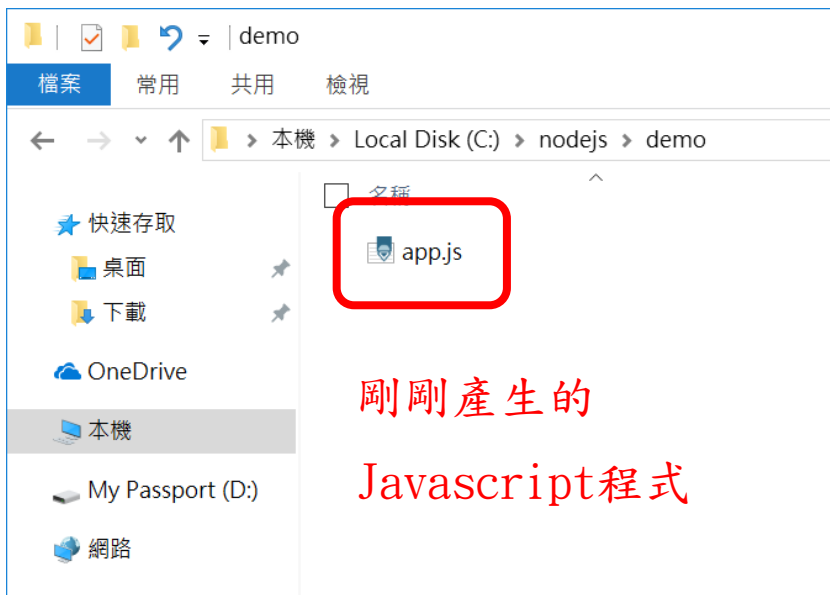 demo
檔案 常用 共用 檢視
本機 > Local Disk (C:) > nodejs > demo
名稱
快速存取
app.js
桌面
下載
OneDrive
剛剛產生的
本機
Javascript程式
My Passport (D:)
網路